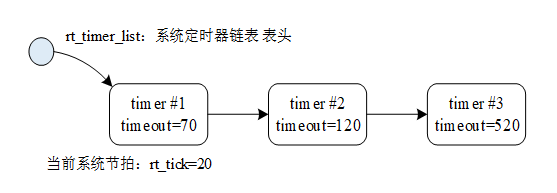 rt_timer_list：系统定时器链表 表头
timer #1
timeout=70
timer #2
timeout=120
timer #3
timeout=520
当前系统节拍：rt_tick=20